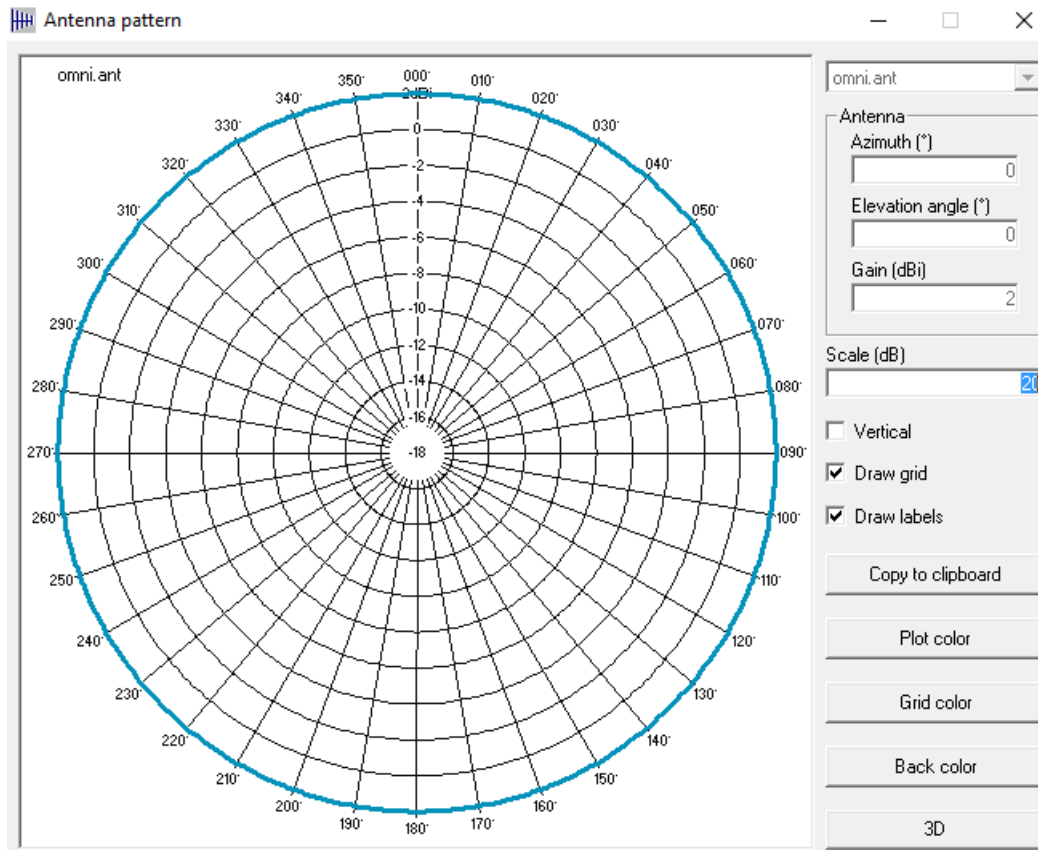 Antenna pattern
omni.ant
000°
010°
020°
030°
040°
050°
060°
070°
080°
090°
100°
110°
120°
130°
140°
150°
160°
170°
180°
190°
200°
210°
220°
230°
240°
250°
260°
270°
280°
290°
300°
310°
320°
330°
340°
350°
2dBi
0
-2
-4
-6
-8
-10
-12
-14
-16
-18
omni.ant
Antenna
Azimuth (°)
0
Elevation angle (°)
0
Gain (dBi)
2
Scale (dB)
20
Vertical
Draw grid
Draw labels
Copy to clipboard
Plot color
Grid color
Back color
3D